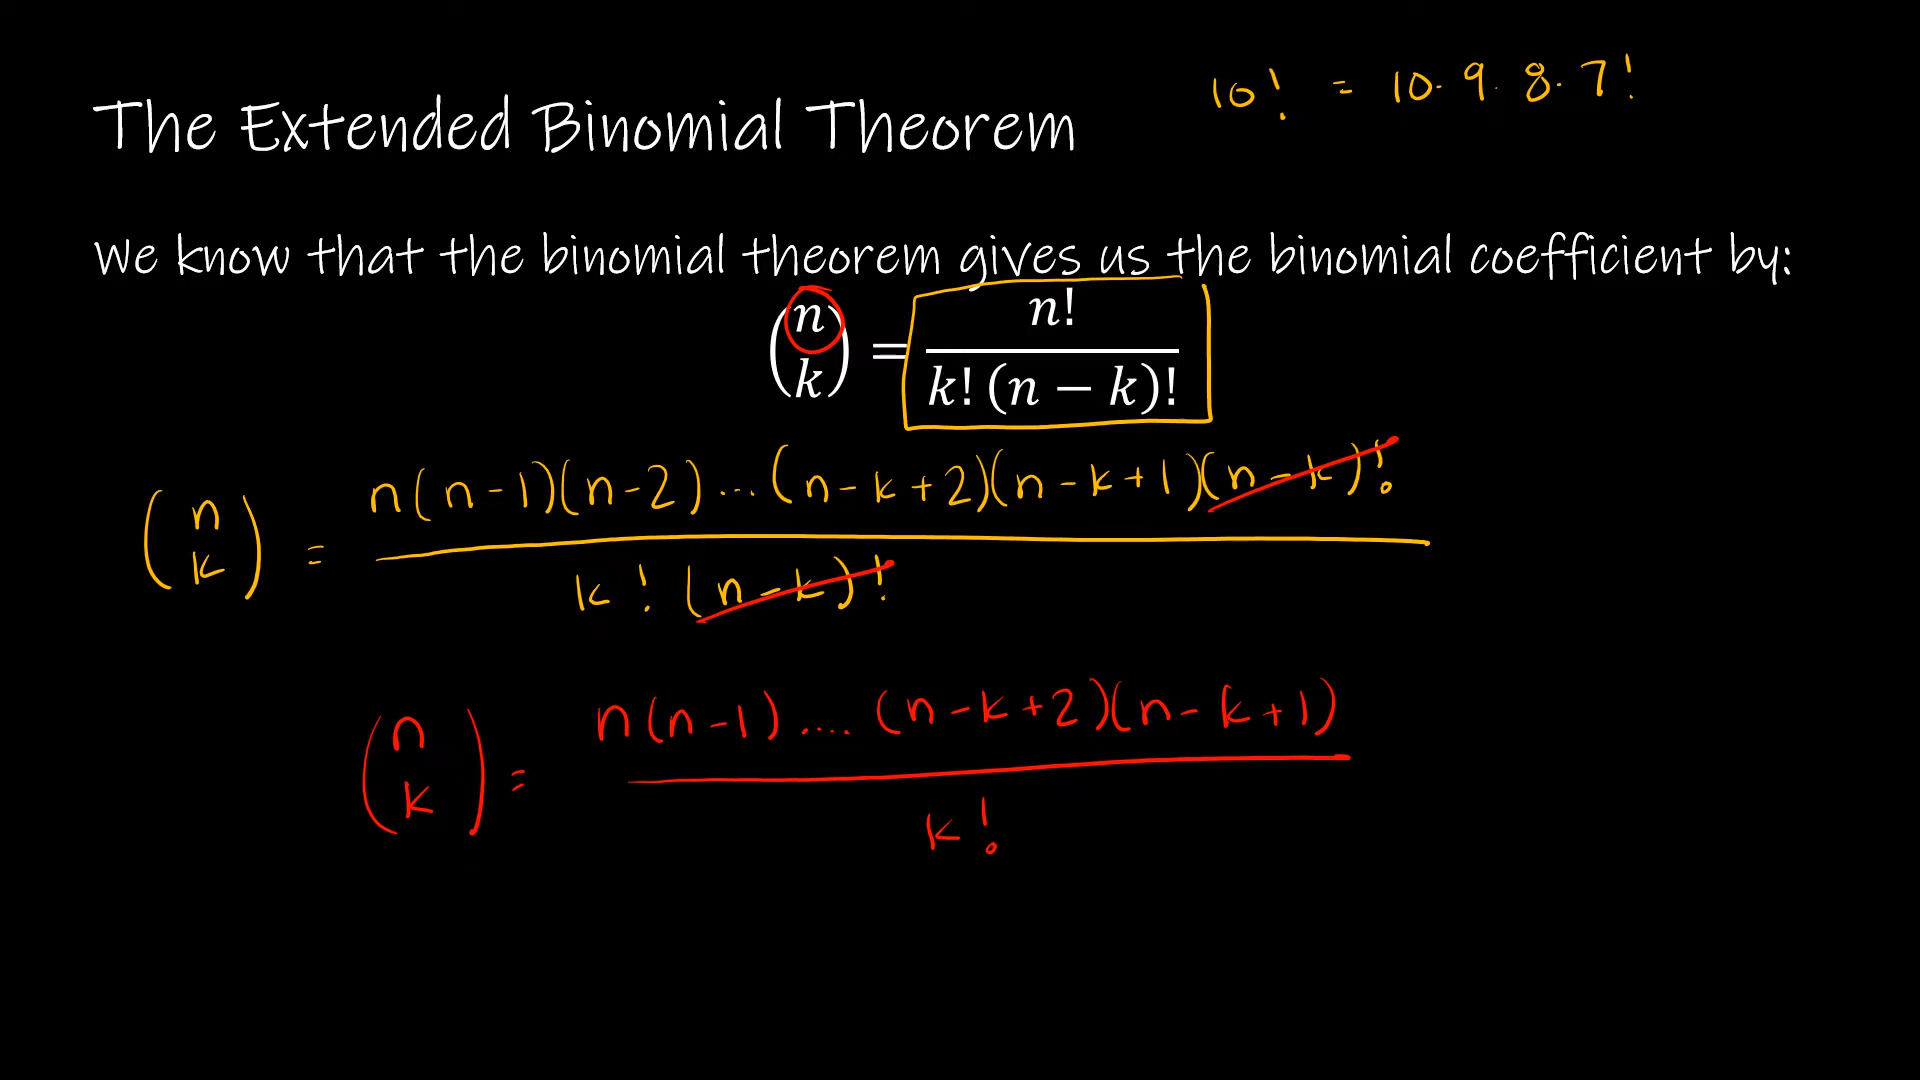 The Extended Binomial Theorem
10! = 10·9·8·7!
We know that the binomial theorem gives us the binomial coefficient by:
(n k) = n! / k!(n − k)!
(n k) = n(n-1)(n-2)...(n-k+2)(n-k+1)(n-k)! / k!(n-k)!
(n k) = n(n-1)....(n-k+2)(n-k+1) / k!